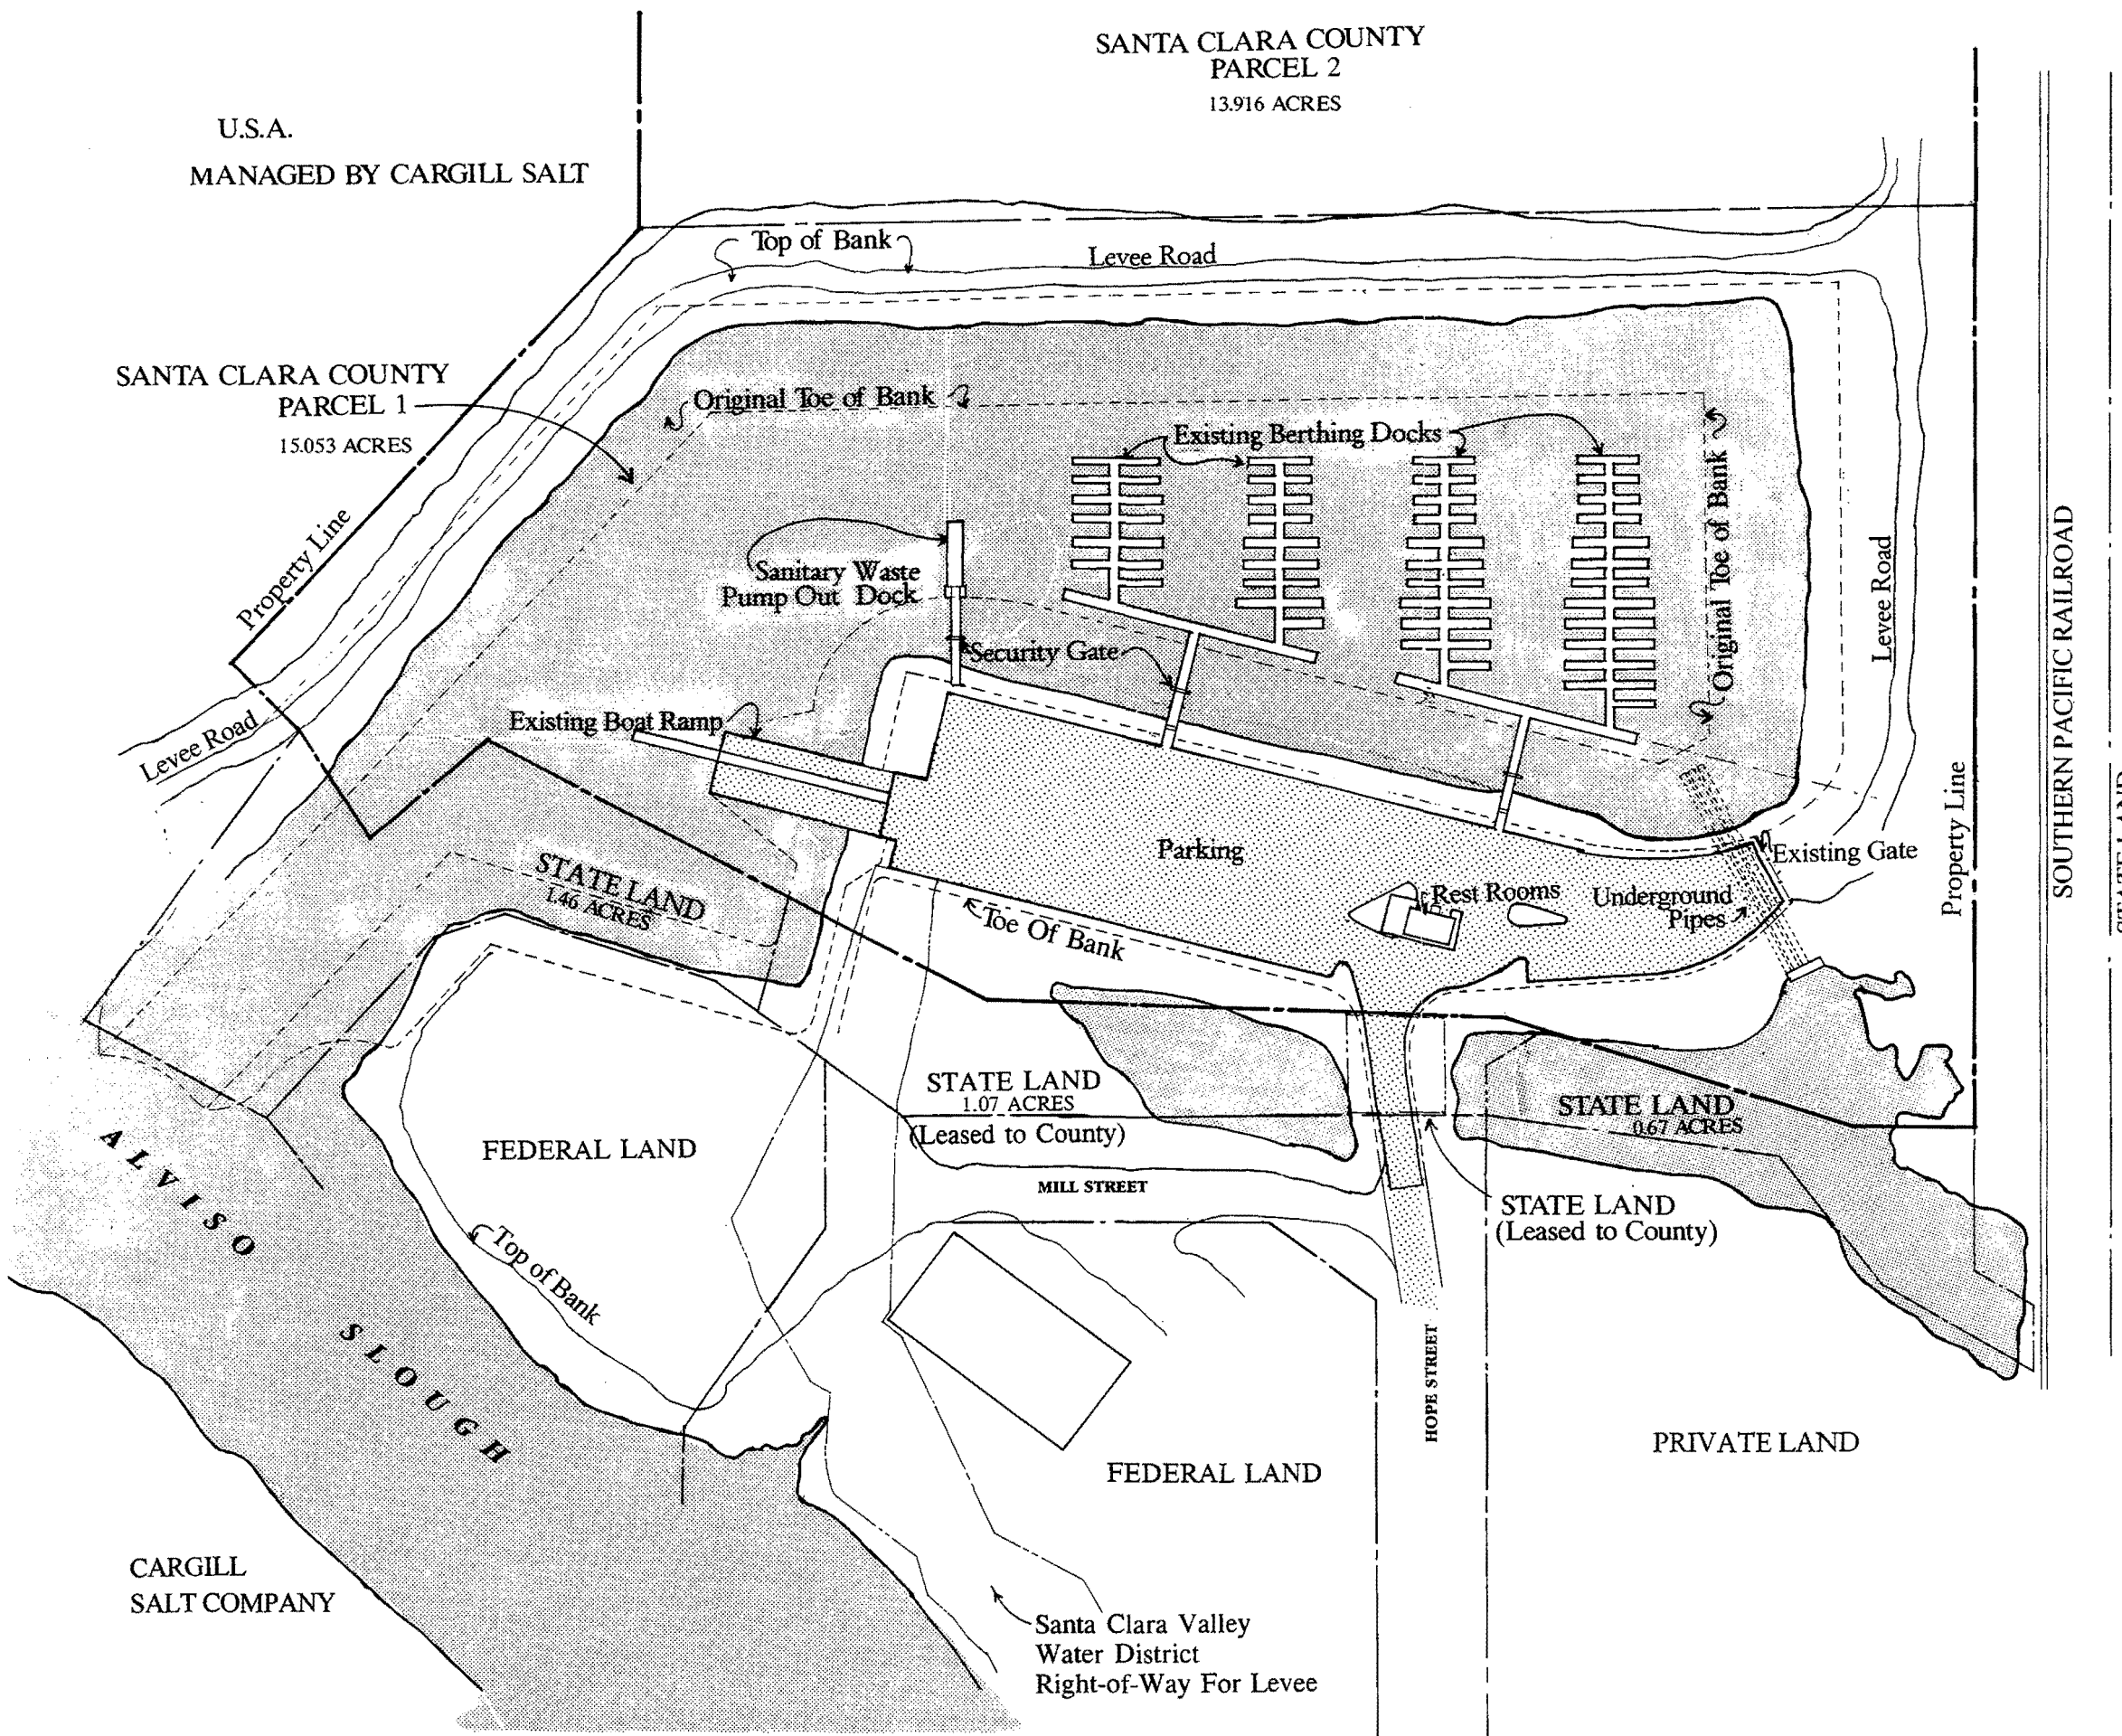 SANTA CLARA COUNTY
PARCEL 2
13.916 ACRES
U.S.A.
MANAGED BY CARGILL SALT
Top of Bank
Levee Road
SANTA CLARA COUNTY
PARCEL 1
15.053 ACRES
Original Toe of Bank
Existing Berthing Docks
Original Toe of Bank
Levee Road
Property Line
SOUTHERN PACIFIC RAILROAD
STATE LAND
Property Line
Sanitary Waste
Pump Out Dock
Security Gate
Existing Boat Ramp
Levee Road
Parking
Existing Gate
Rest Rooms
Underground
Pipes
STATE LAND
1.46 ACRES
Toe Of Bank
STATE LAND
1.07 ACRES
(Leased to County)
STATE LAND
0.67 ACRES
FEDERAL LAND
MILL STREET
STATE LAND
(Leased to County)
ALVISO
SLOUGH
Top of Bank
HOPE STREET
PRIVATE LAND
FEDERAL LAND
CARGILL
SALT COMPANY
Santa Clara Valley
Water District
Right-of-Way For Levee